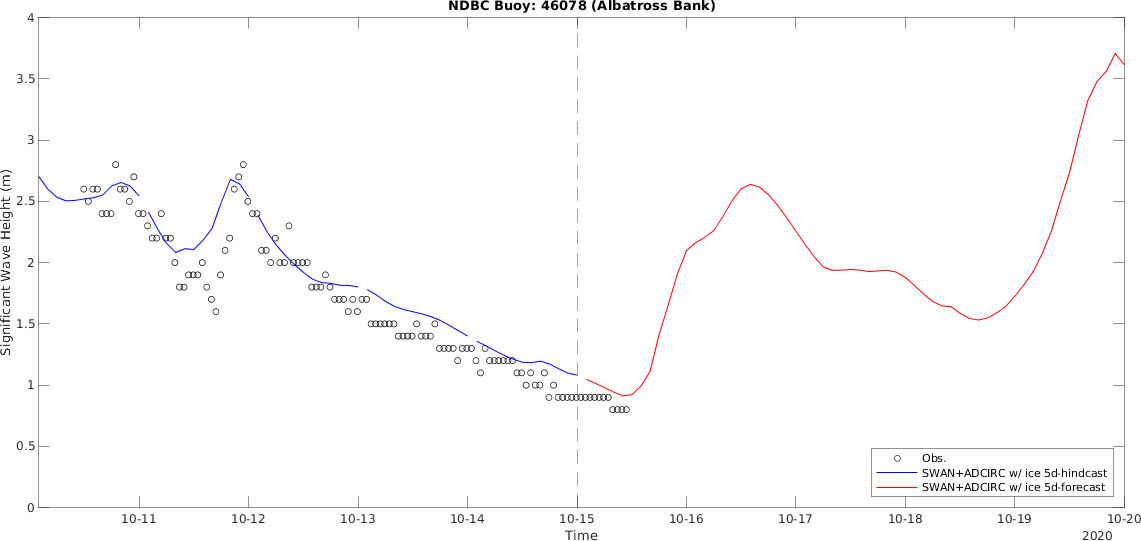 NDBC Buoy: 46078 (Albatross Bank)
4
3.5
3
2.5
2
1.5
1
0.5
0
Significant Wave Height (m)
Obs.
SWAN+ADCIRC w/ ice 5d-hindcast
SWAN+ADCIRC w/ ice 5d-forecast
10-11 10-12 10-13 10-14 10-15 10-16 10-17 10-18 10-19 10-20
Time
2020